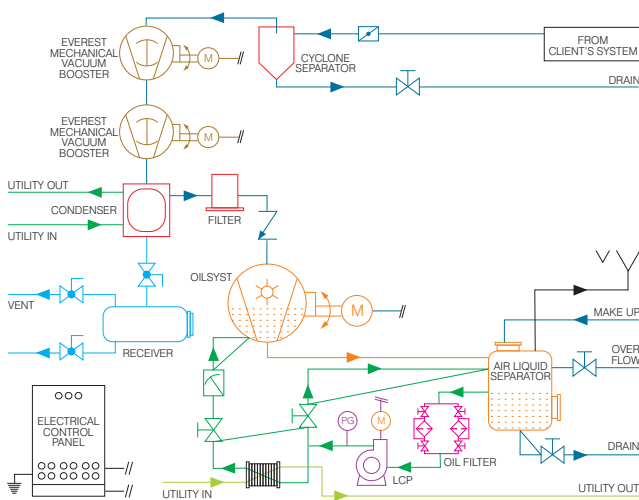 EVEREST
MECHANICAL
VACUUM
BOOSTER
M
CYCLONE
SEPARATOR
FROM
CLIENT'S SYSTEM
DRAIN
EVEREST
MECHANICAL
VACUUM
BOOSTER
M
UTILITY OUT
CONDENSER
UTILITY IN
FILTER
OILSYST
M
VENT
RECEIVER
MAKE UP
OVER
FLOW
AIR LIQUID
SEPARATOR
ELECTRICAL
CONTROL
PANEL
PG
M
LCP
OIL FILTER
DRAIN
UTILITY IN
UTILITY OUT